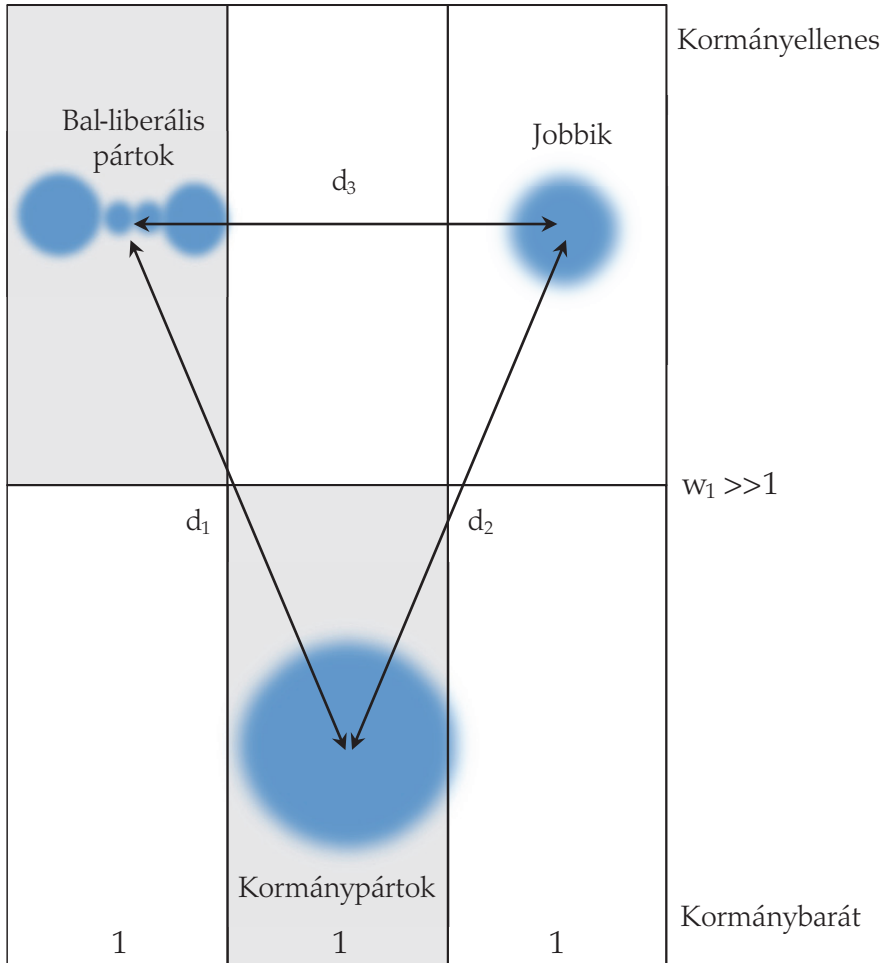 Kormányellenes
Bal-liberális
pártok
Jobbik
d₃
w₁ >>1
d₁
d₂
Kormánypártok
Kormánybarát
1
1
1